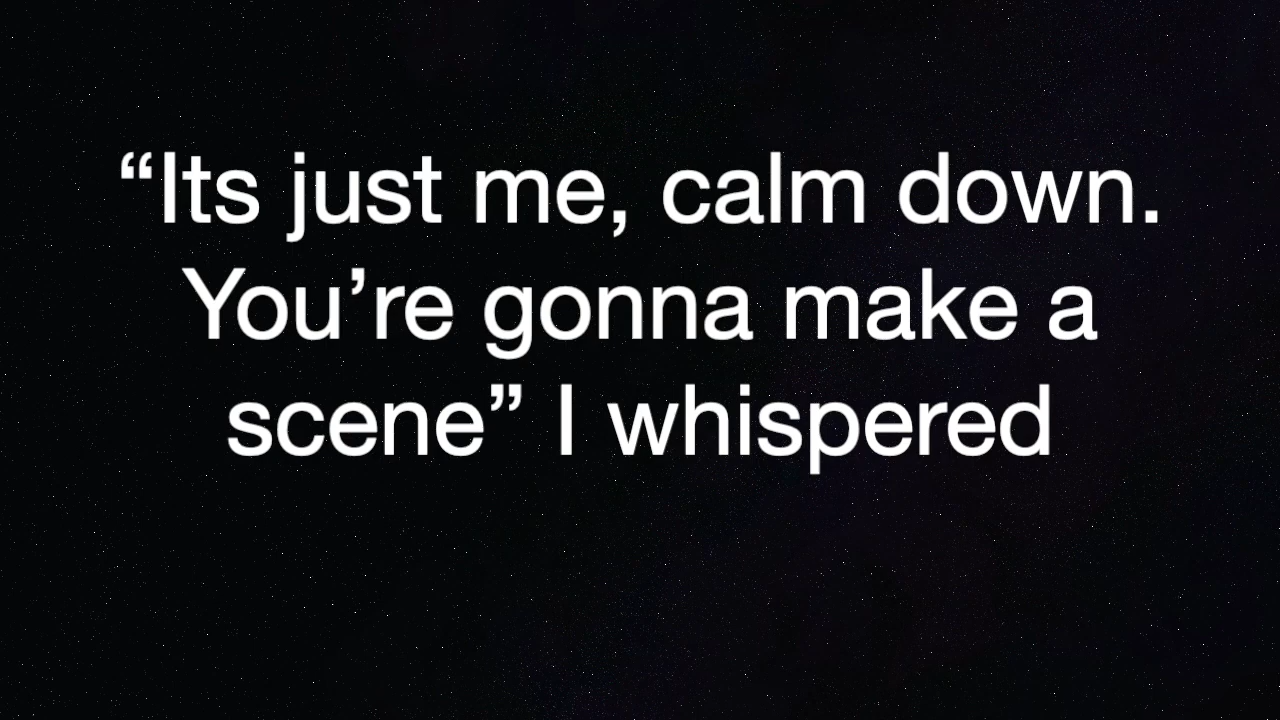 “Its just me, calm down.
You’re gonna make a
scene” I whispered